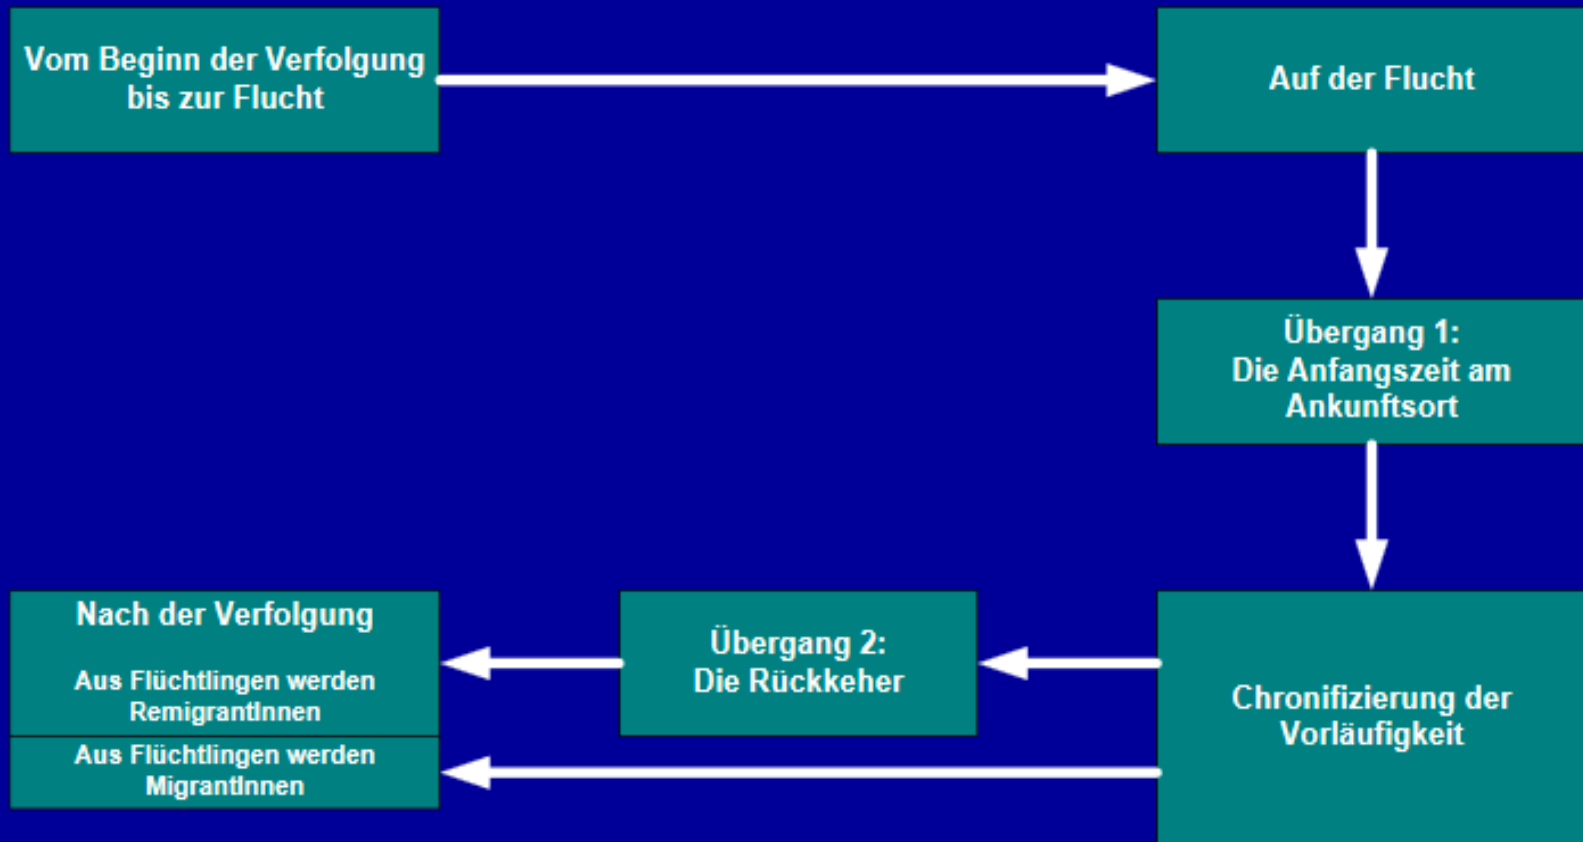 Vom Beginn der Verfolgung
bis zur Flucht
Auf der Flucht
Übergang 1:
Die Anfangszeit am
Ankunftsort
Chronifizierung der
Vorläufigkeit
Übergang 2:
Die Rückkeher
Nach der Verfolgung
Aus Flüchtlingen werden
RemigrantInnen
Aus Flüchtlingen werden
MigrantInnen